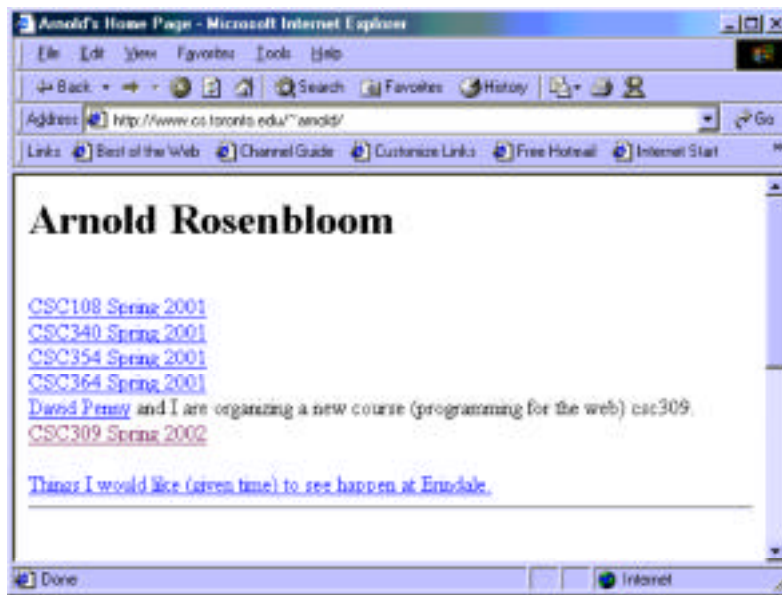 Arnold's Home Page - Microsoft Internet Explorer
File Edit View Favorites Tools Help
Back Search Favorites History
Address http://www.cs.toronto.edu/~arnold/ Go
Links Best of the Web Channel Guide Customize Links Free Hotmail Internet Start
Arnold Rosenbloom
CSC108 Spring 2001
CSC340 Spring 2001
CSC354 Spring 2001
CSC364 Spring 2001
David Penny and I are organizing a new course (programming for the web) csc309.
CSC309 Spring 2002
Things I would like (given time) to see happen at Erindale.
Done Internet